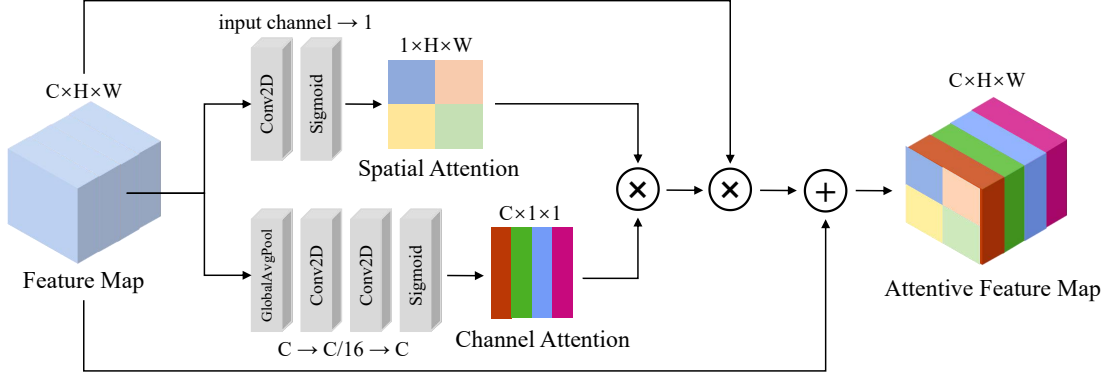 input channel → 1
1×H×W
C×H×W
Conv2D
Sigmoid
Spatial Attention
C×H×W
Feature Map
GlobalAvgPool
Conv2D
Conv2D
Sigmoid
C×1×1
Channel Attention
C → C/16 → C
Attentive Feature Map